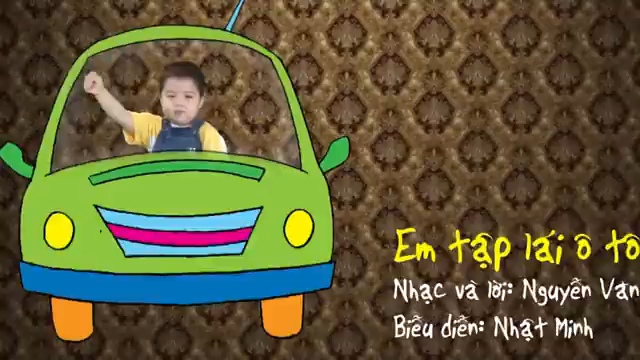 Em tập lái ô tô
Nhạc và lời: Nguyễn Văn
Biểu diễn: Nhật Minh